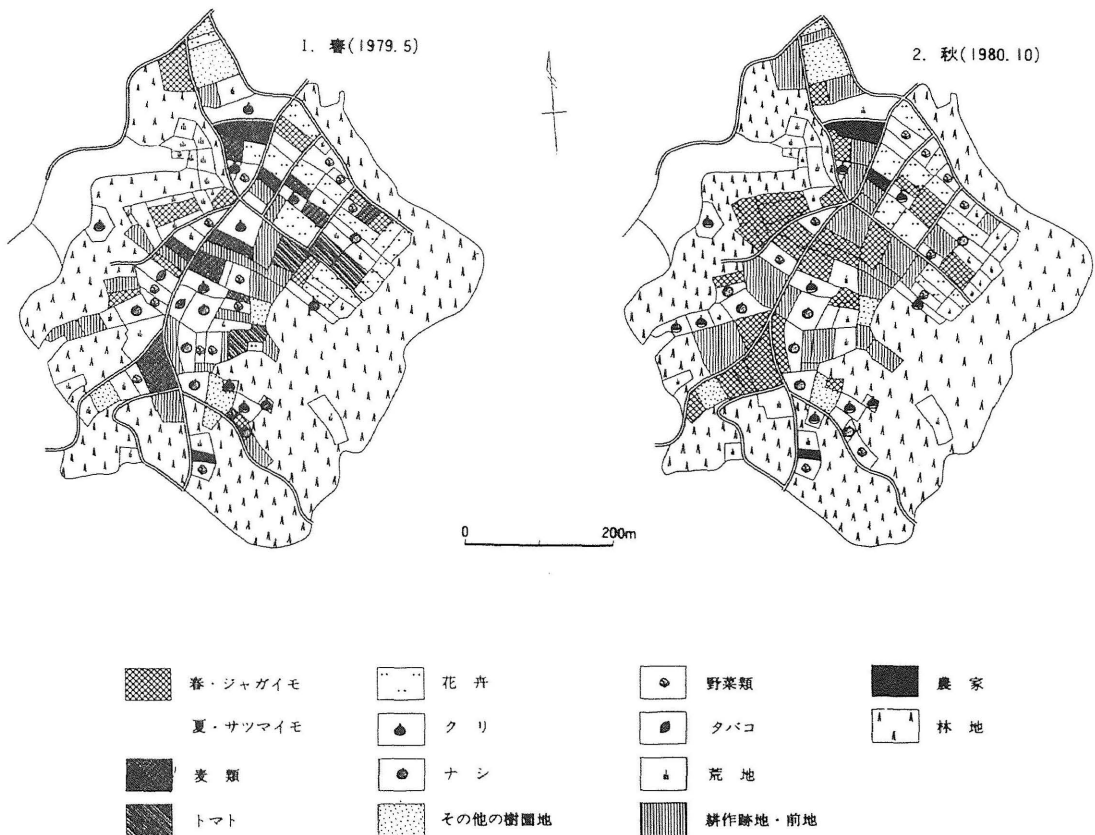 1. 春(1979.5)
2. 秋(1980.10)
0 200m
春・ジャガイモ
夏・サツマイモ
麦類
トマト
花卉
クリ
ナシ
その他の樹園地
野菜類
タバコ
荒地
耕作跡地・前地
農家
林地